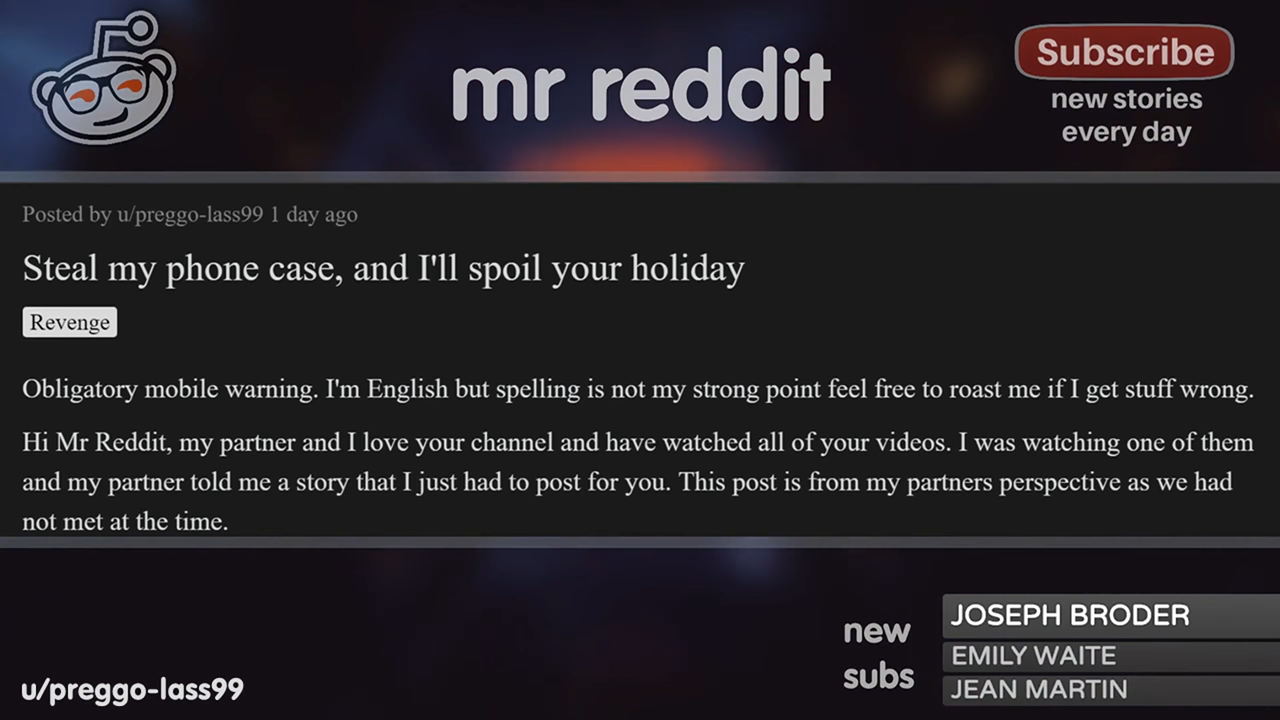 mr reddit
Subscribe
new stories
every day
Posted by u/preggo-lass99 1 day ago
Steal my phone case, and I'll spoil your holiday
Revenge
Obligatory mobile warning. I'm English but spelling is not my strong point feel free to roast me if I get stuff wrong.
Hi Mr Reddit, my partner and I love your channel and have watched all of your videos. I was watching one of them
and my partner told me a story that I just had to post for you. This post is from my partners perspective as we had
not met at the time.
new
subs
JOSEPH BRODER
EMILY WAITE
JEAN MARTIN
u/preggo-lass99